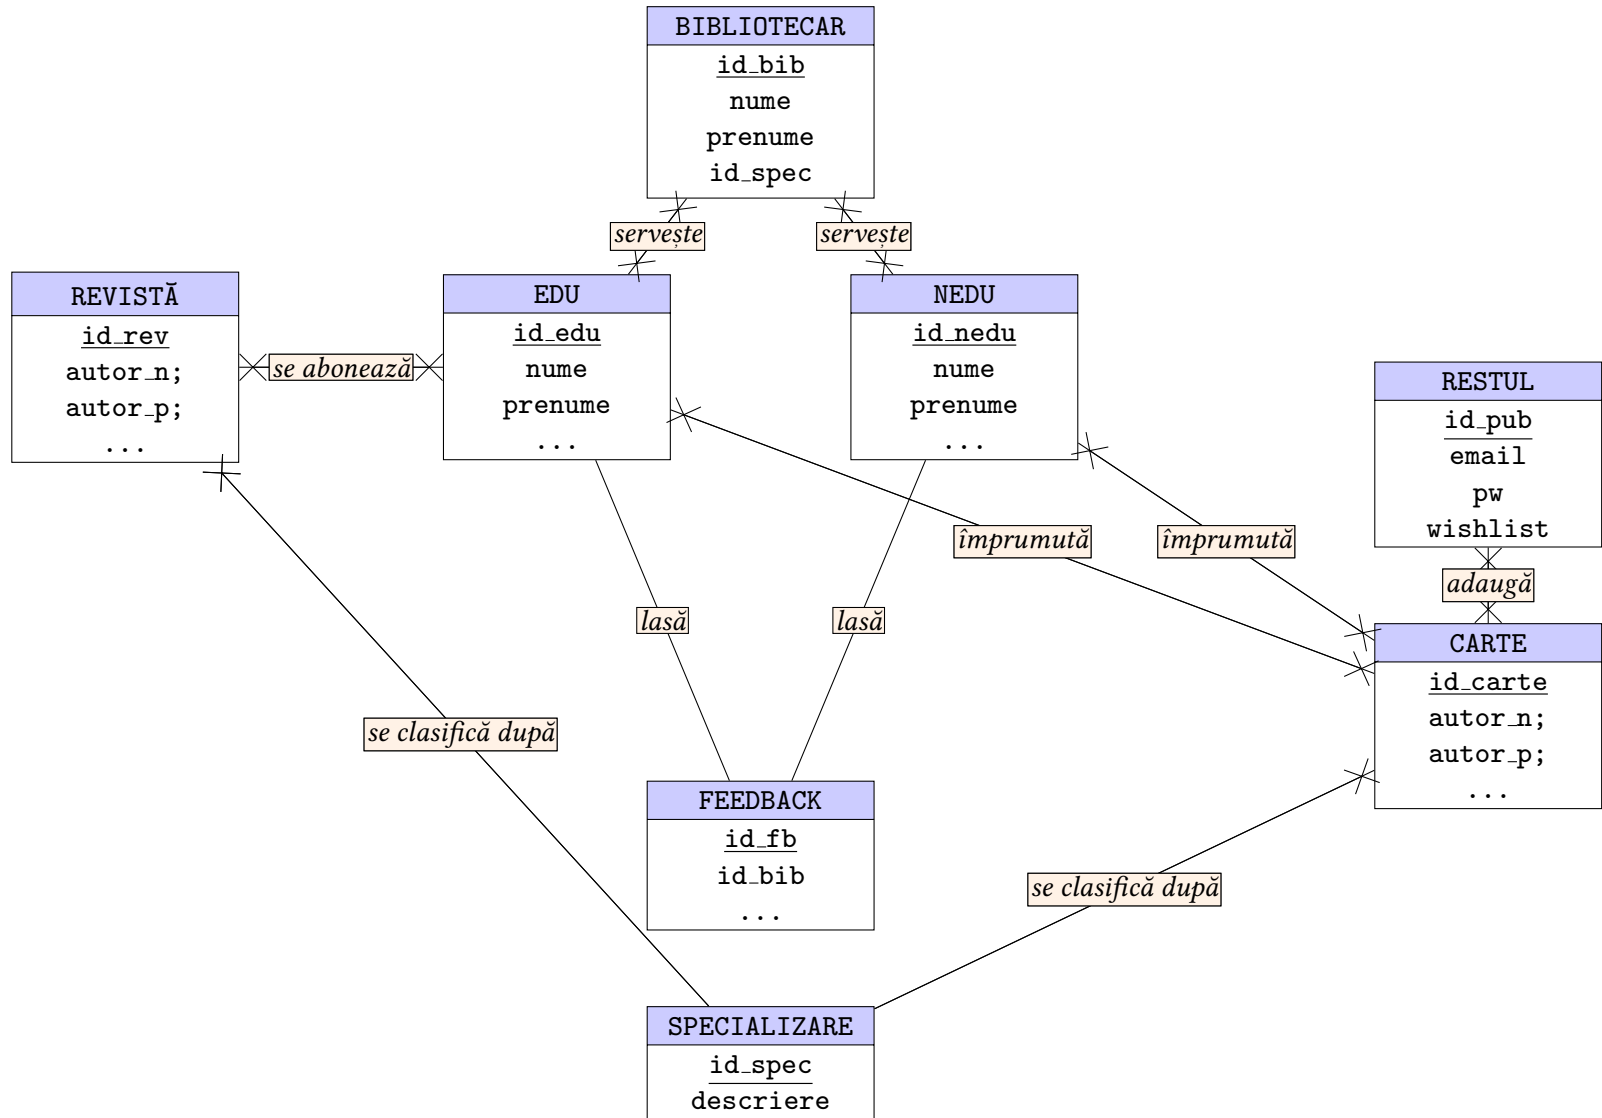 BIBLIOTECAR
id_bib
nume
prenume
id_spec
servește
servește
REVISTĂ
id_rev
autor_n;
autor_p;
...
se abonează
EDU
id_edu
nume
prenume
...
NEDU
id_nedu
nume
prenume
...
RESTUL
id_pub
email
pw
wishlist
împrumută
împrumută
adaugă
lasă
lasă
CARTE
id_carte
autor_n;
autor_p;
...
se clasifică după
FEEDBACK
id_fb
id_bib
...
se clasifică după
SPECIALIZARE
id_spec
descriere